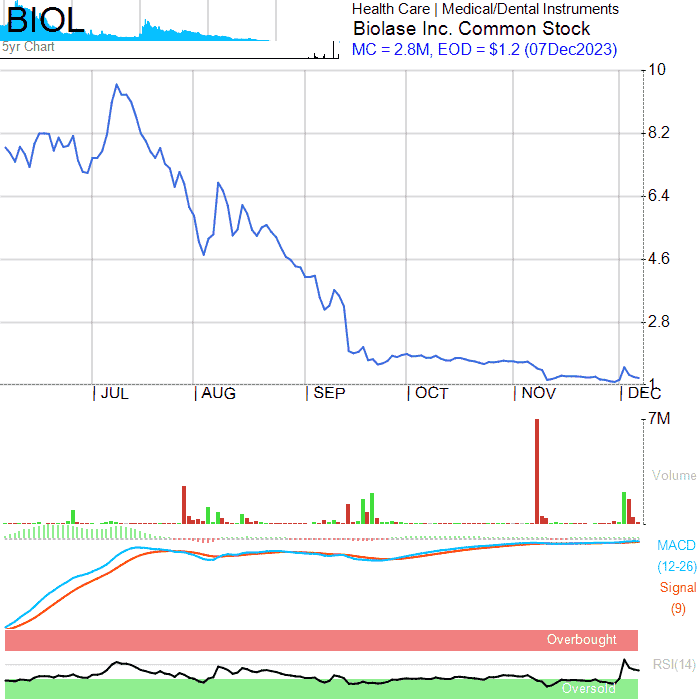 BIOL
5yr Chart
Health Care | Medical/Dental Instruments
Biolase Inc. Common Stock
MC = 2.8M, EOD = $1.2 (07Dec2023)
10
8.2
6.4
4.6
2.8
1
JUL AUG SEP OCT NOV DEC
7M
Volume
MACD
(12-26)
Signal
(9)
Overbought
RSI(14)
Oversold